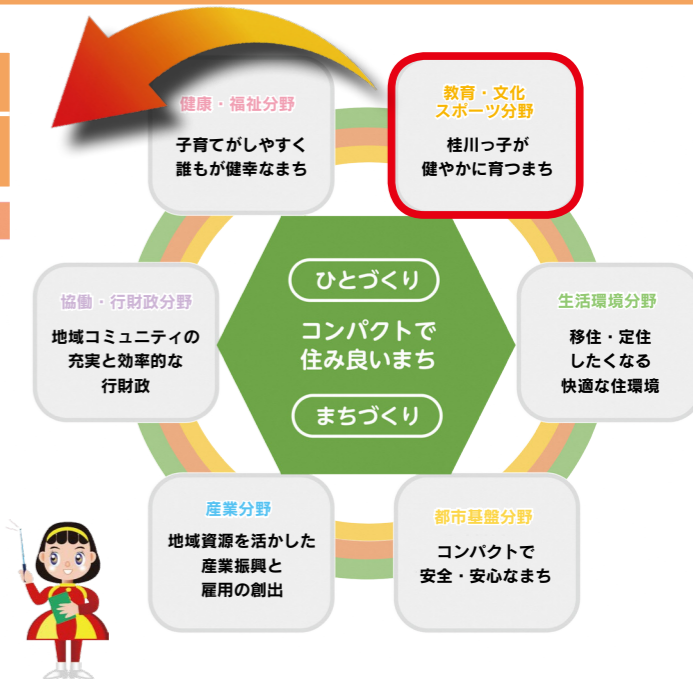 健康・福祉分野
子育てがしやすく
誰もが健幸なまち
教育・文化
スポーツ分野
桂川っ子が
健やかに育つまち
協働・行財政分野
地域コミュニティの
充実と効率的な
行財政
ひとづくり
コンパクトで
住み良いまち
まちづくり
生活環境分野
移住・定住
したくなる
快適な住環境
産業分野
地域資源を活かした
産業振興と
雇用の創出
都市基盤分野
コンパクトで
安全・安心なまち